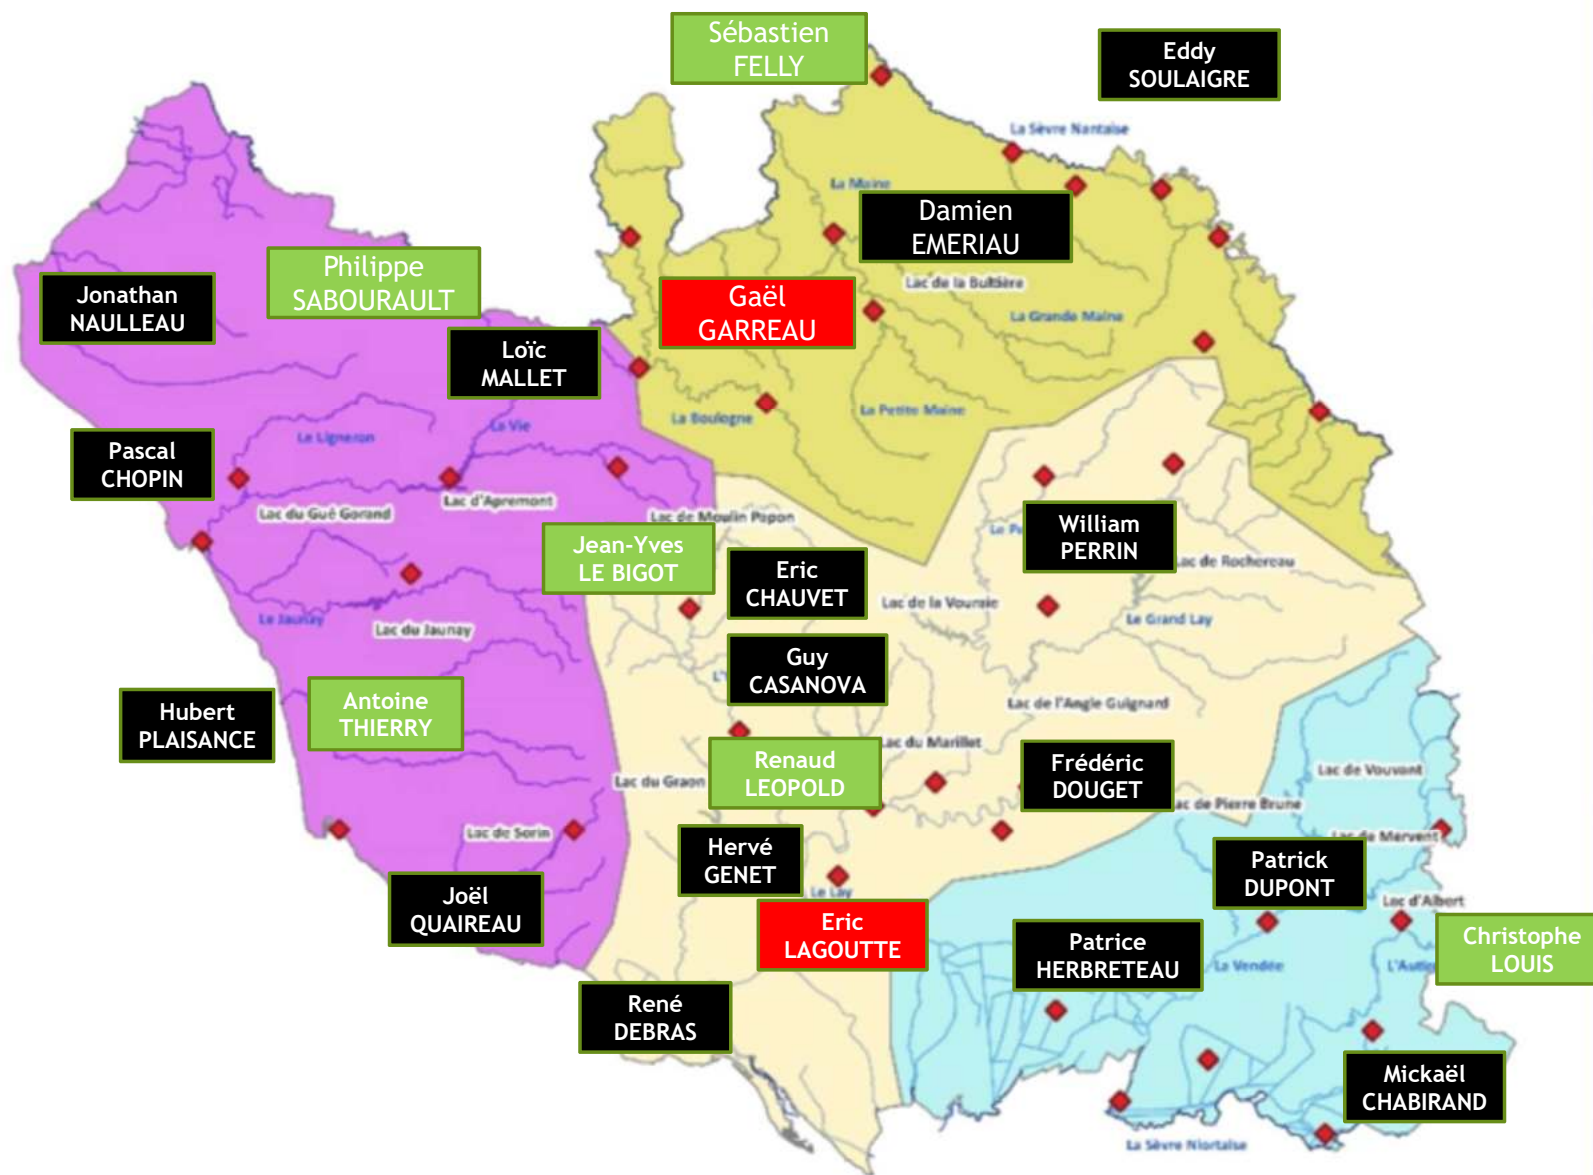 Sébastien
FELLY
Eddy
SOULAIGRE
La Sèvre Nantaise
La Maine
Damien
EMERIAU
Philippe
SABOURAULT
Jonathan
NAULLEAU
Gaël
GARREAU
Lac de la Bultière
La Grande Maine
Loïc
MALLET
La Boulogne
La Petite Maine
Le Ligneron
La Vie
Pascal
CHOPIN
Lac d'Apremont
Lac du Gué Gorand
Lac de Moulin Papon
William
PERRIN
Jean-Yves
LE BIGOT
Eric
CHAUVET
Lac de Rochereau
Lac de la Vouraie
Le Grand Lay
Le Jaunay
Lac du Jaunay
Guy
CASANOVA
Hubert
PLAISANCE
Antoine
THIERRY
Lac de l'Angle Guignard
Lac du Marillet
Renaud
LEOPOLD
Frédéric
DOUGET
Lac du Graon
Lac de Vouvant
Lac de Pierre Brune
Lac de Sorin
Lac de Mervent
Hervé
GENET
Patrick
DUPONT
Joël
QUAIREAU
Le Lay
Lac d'Albert
Eric
LAGOUTTE
Patrice
HERBRETEAU
La Vendée
Christophe
LOUIS
René
DEBRAS
Mickaël
CHABIRAND
La Sèvre Niortaise